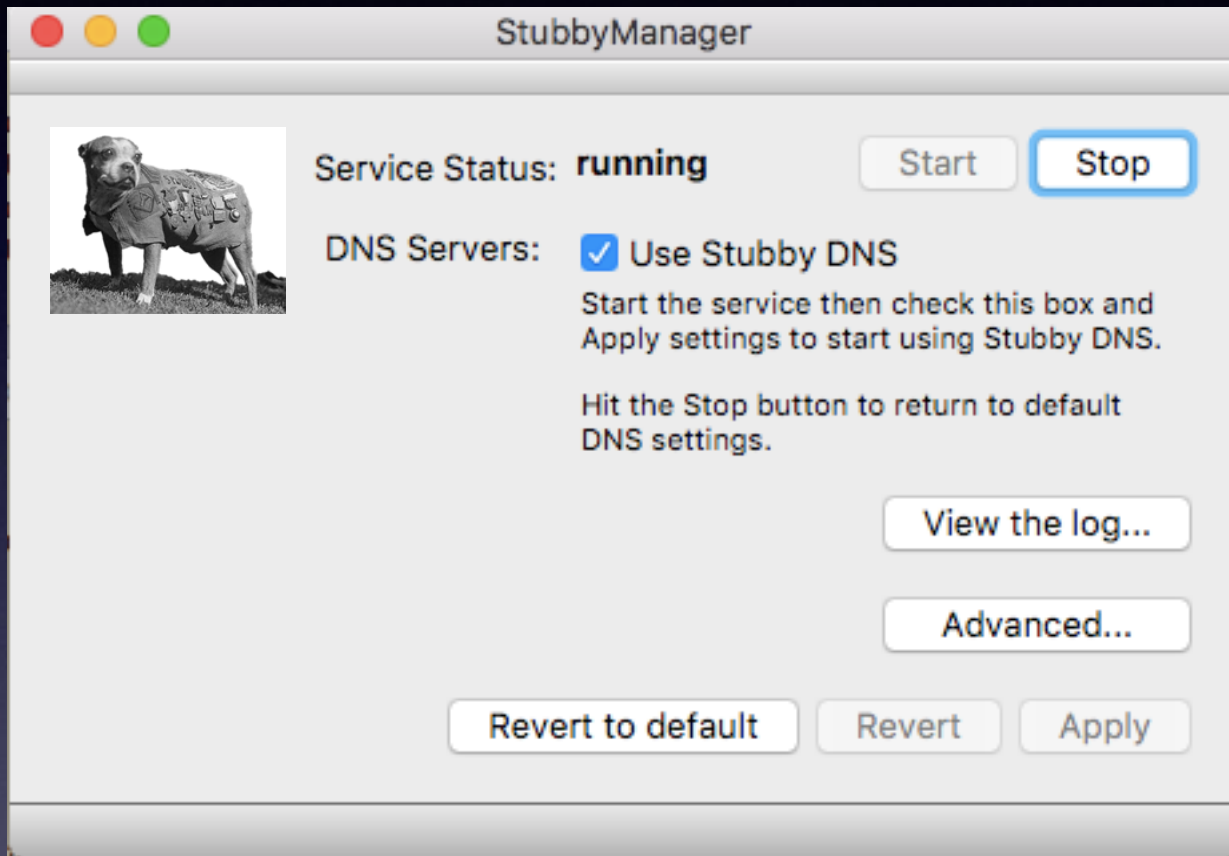 StubbyManager
Service Status: running Start Stop
DNS Servers: Use Stubby DNS
Start the service then check this box and
Apply settings to start using Stubby DNS.
Hit the Stop button to return to default
DNS settings.
View the log...
Advanced...
Revert to default Revert Apply